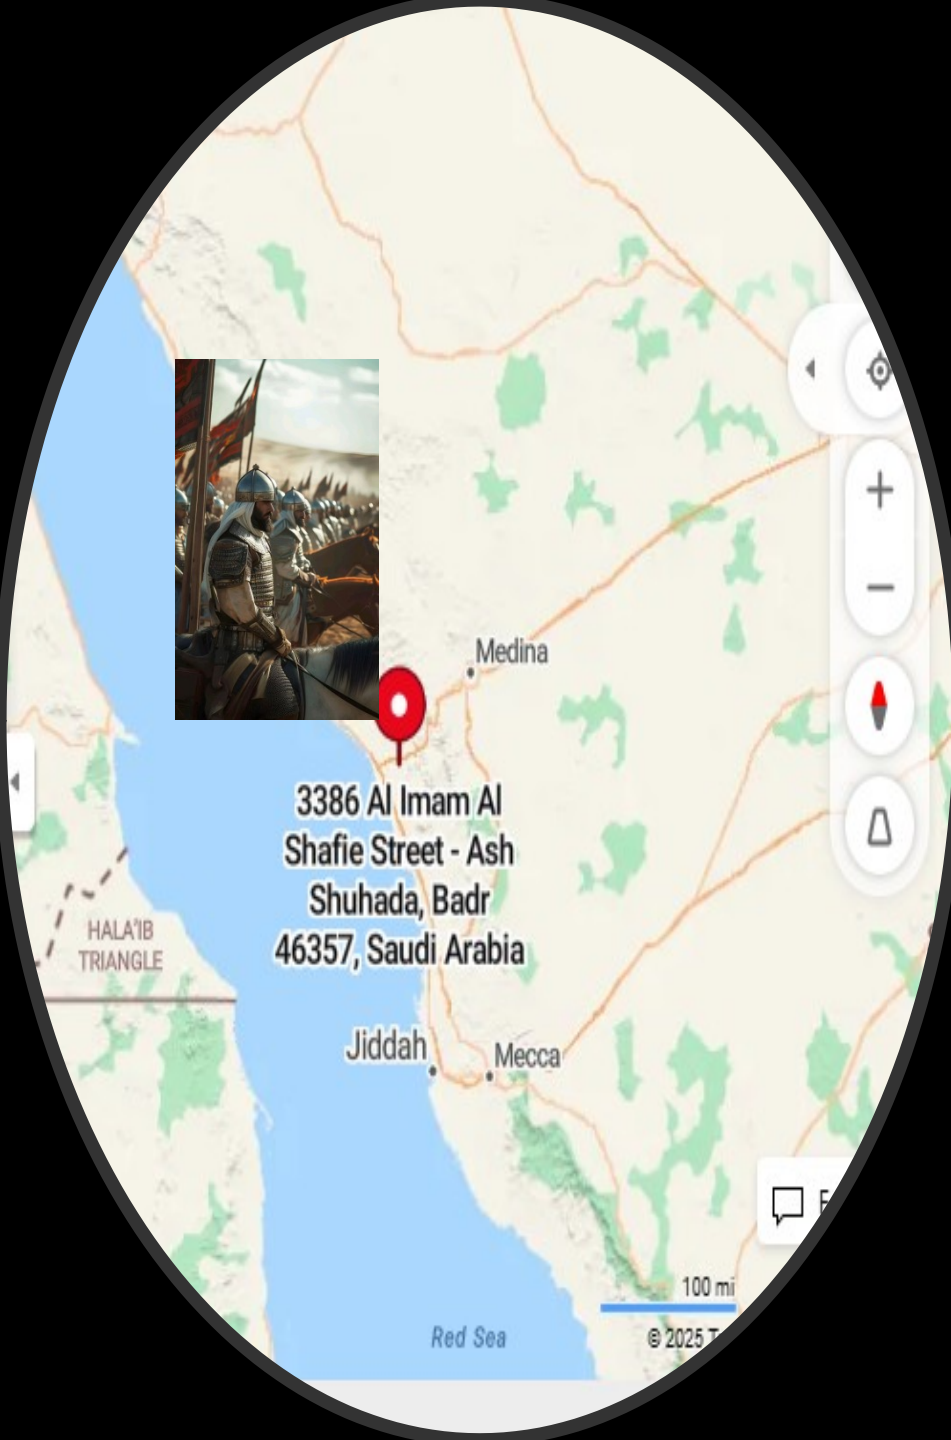 Medina
3386 Al Imam Al
Shafie Street - Ash
Shuhada, Badr
46357, Saudi Arabia
HALA'IB
TRIANGLE
Jiddah
Mecca
100 mi
Red Sea
© 2025